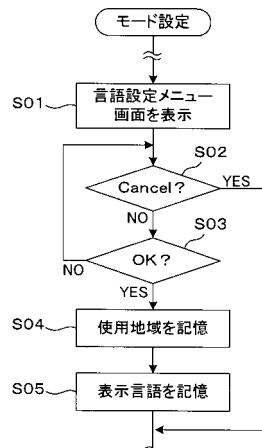 モード設定
S01
言語設定メニュー
画面を表示
S02
Cancel?
YES
NO
S03
OK?
NO
YES
S04
使用地域を記憶
S05
表示言語を記憶